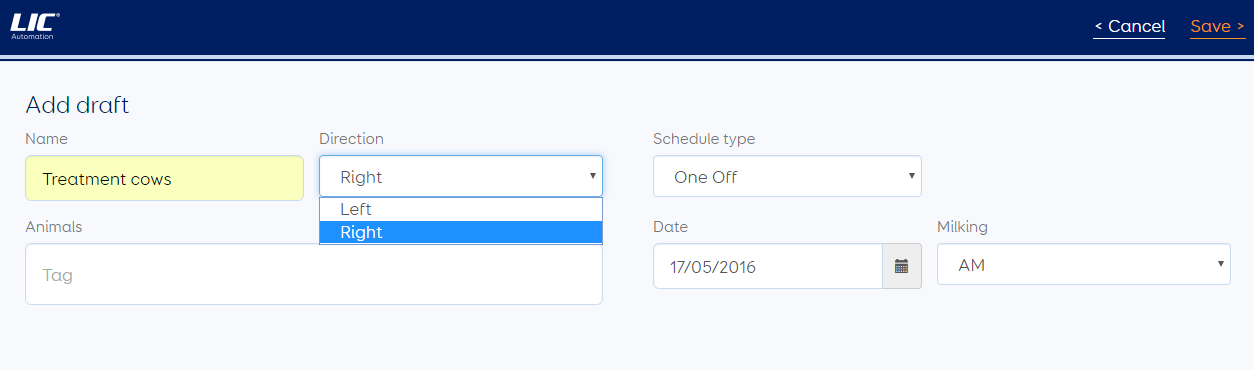 LIC®
Automation
< Cancel
Save >
Add draft
Name
Direction
Schedule type
Treatment cows
Right
One Off
Left
Right
Animals
Date
Milking
Tag
17/05/2016
AM